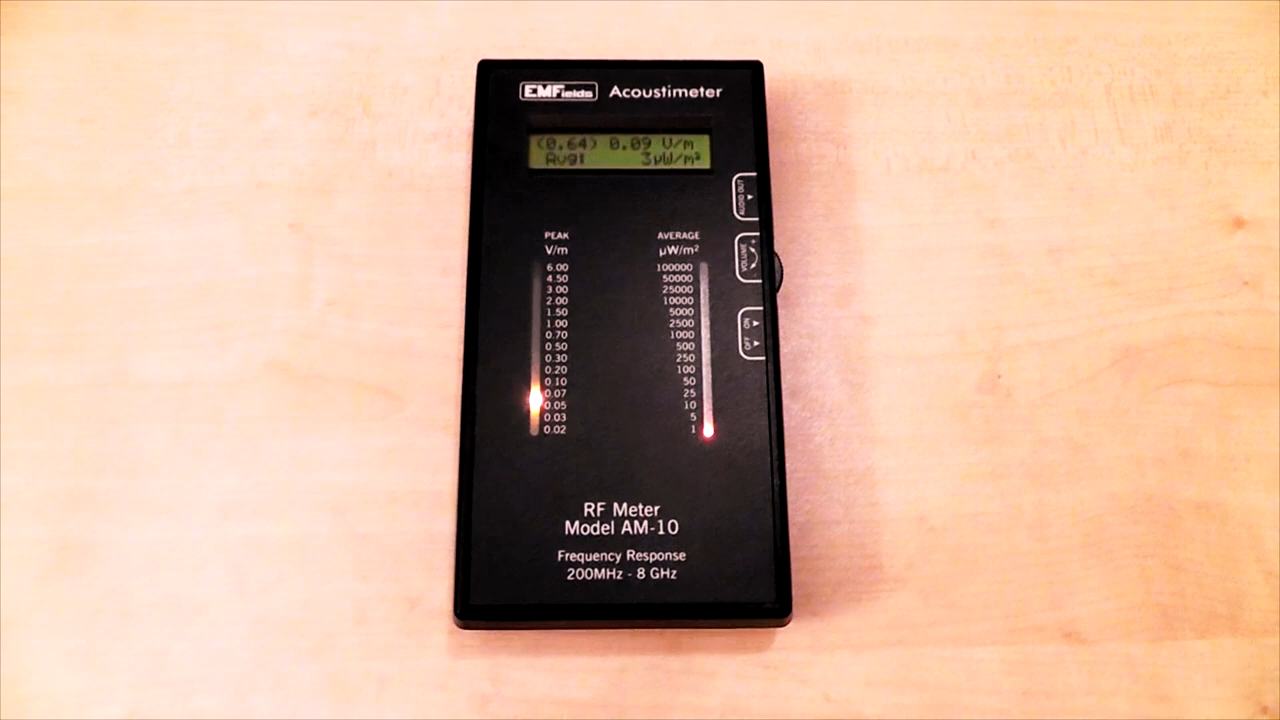 EMFields Acoustimeter
(0.64) 0.09 V/m
Avg: 3µW/m²
AUDIO OUT
VOLUME
- +
ON
OFF
PEAK
V/m
6.00
4.50
3.00
2.00
1.50
1.00
0.70
0.50
0.30
0.20
0.10
0.07
0.05
0.03
0.02
AVERAGE
µW/m²
100000
50000
25000
10000
5000
2500
1000
500
250
100
50
25
10
5
1
RF Meter
Model AM-10
Frequency Response
200MHz - 8 GHz